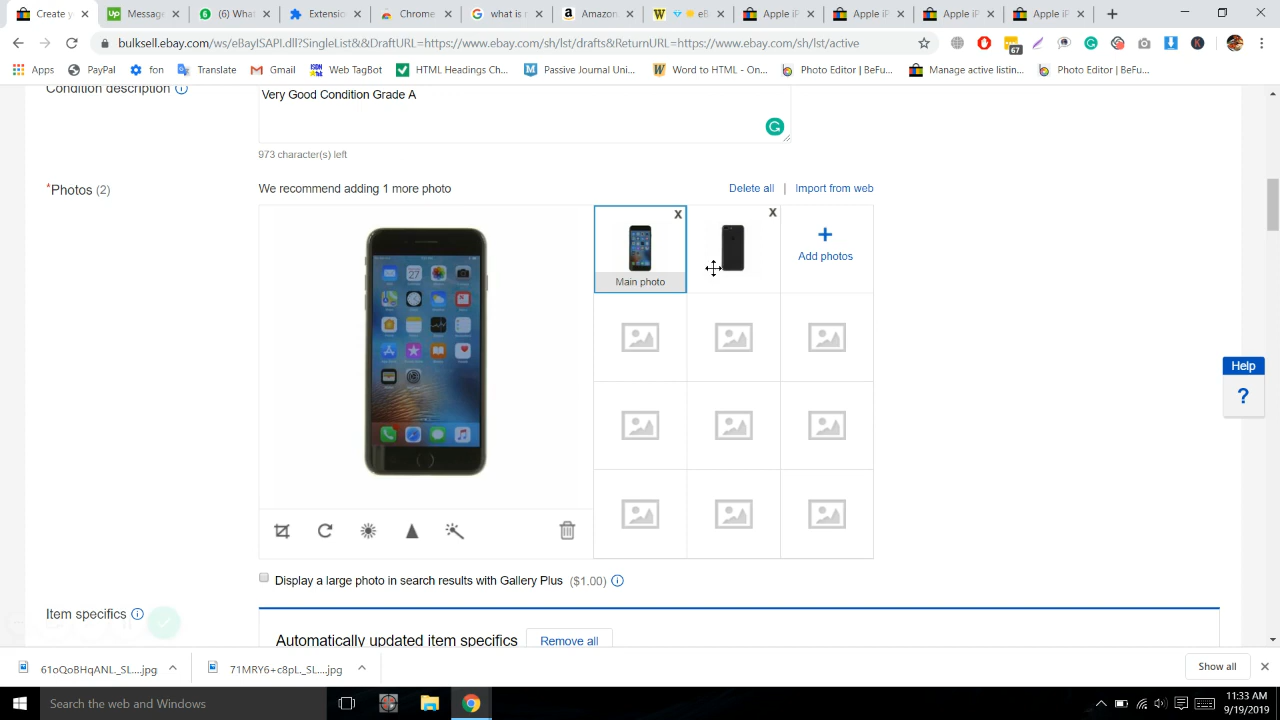 Create y
Messag
(6) Wha
Extensio
Chrome
what is r
Amazon
eB
Apple iP
Apple iP
Apple iP
Apple iP
bulksell.ebay.com/ws/eBayISAPI.dll?SingleList&&DraftURL=https://www.ebay.com/sh/lst/drafts&ReturnURL=https://www.ebay.com/sh/lst/active
Apps PayPal fon Translate Gmail Web TagBot HTML Headings Ch... Passive Journal Uni... Word to HTML - On... Photo Editor | BeFu... Manage active listin... Photo Editor | BeFu...
Condition description
Very Good Condition Grade A
973 character(s) left
*Photos (2)
We recommend adding 1 more photo
Delete all | Import from web
X
X
Main photo
+
Add photos
Help
?
Display a large photo in search results with Gallery Plus ($1.00)
Item specifics
Automatically updated item specifics
Remove all
61oQoBHqANL._SL....jpg
71MRY6+c8pL._SL....jpg
Show all
Search the web and Windows
11:33 AM
9/19/2019